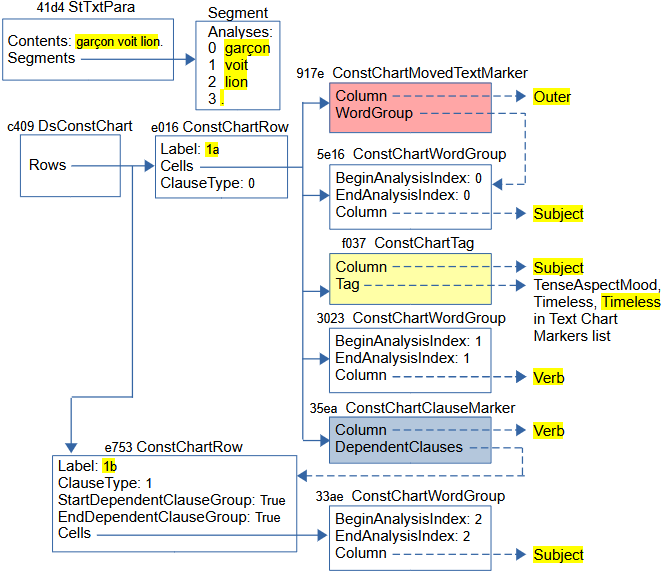 41d4 StTxtPara
Contents: garçon voit lion.
Segments
Segment
Analyses:
0 garçon
1 voit
2 lion
3 .
c409 DsConstChart
Rows
e016 ConstChartRow
Label: 1a
Cells
ClauseType: 0
917e ConstChartMovedTextMarker
Column
WordGroup
Outer
5e16 ConstChartWordGroup
BeginAnalysisIndex: 0
EndAnalysisIndex: 0
Column
Subject
f037 ConstChartTag
Column
Tag
Subject
TenseAspectMood,
Timeless, Timeless
in Text Chart
Markers list
3023 ConstChartWordGroup
BeginAnalysisIndex: 1
EndAnalysisIndex: 1
Column
Verb
35ea ConstChartClauseMarker
Column
DependentClauses
Verb
e753 ConstChartRow
Label: 1b
ClauseType: 1
StartDependentClauseGroup: True
EndDependentClauseGroup: True
Cells
33ae ConstChartWordGroup
BeginAnalysisIndex: 2
EndAnalysisIndex: 2
Column
Subject